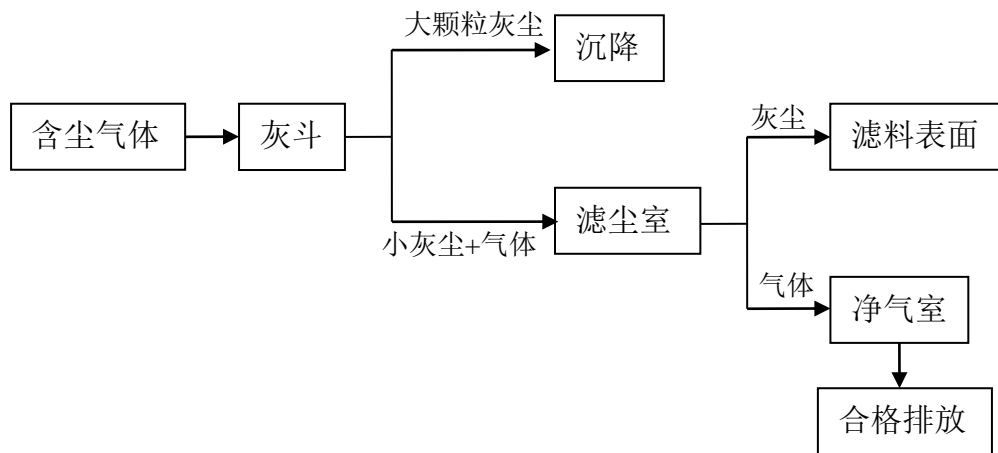 大颗粒灰尘
沉降
含尘气体
灰斗
灰尘
滤料表面
小灰尘+气体
滤尘室
气体
净气室
合格排放